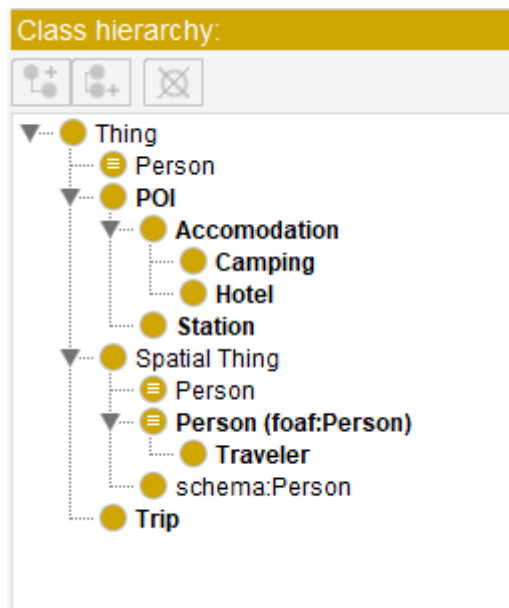 Class hierarchy:
Thing
Person
POI
Accomodation
Camping
Hotel
Station
Spatial Thing
Person
Person (foaf:Person)
Traveler
schema:Person
Trip